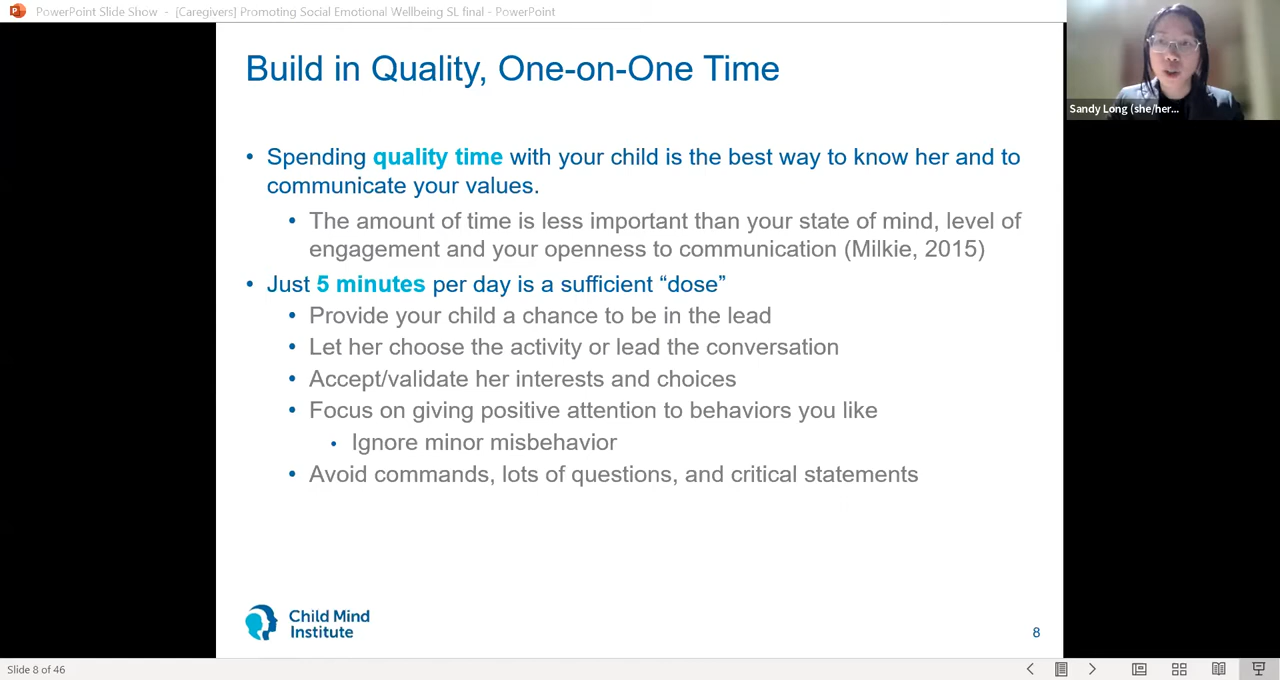 PowerPoint Slide Show - [Caregivers] Promoting Social Emotional Wellbeing SL final - PowerPoint
Build in Quality, One-on-One Time
• Spending quality time with your child is the best way to know her and to
communicate your values.
• The amount of time is less important than your state of mind, level of
engagement and your openness to communication (Milkie, 2015)
• Just 5 minutes per day is a sufficient “dose”
• Provide your child a chance to be in the lead
• Let her choose the activity or lead the conversation
• Accept/validate her interests and choices
• Focus on giving positive attention to behaviors you like
• Ignore minor misbehavior
• Avoid commands, lots of questions, and critical statements
Child Mind
Institute
8
Sandy Long (she/her...
Slide 8 of 46